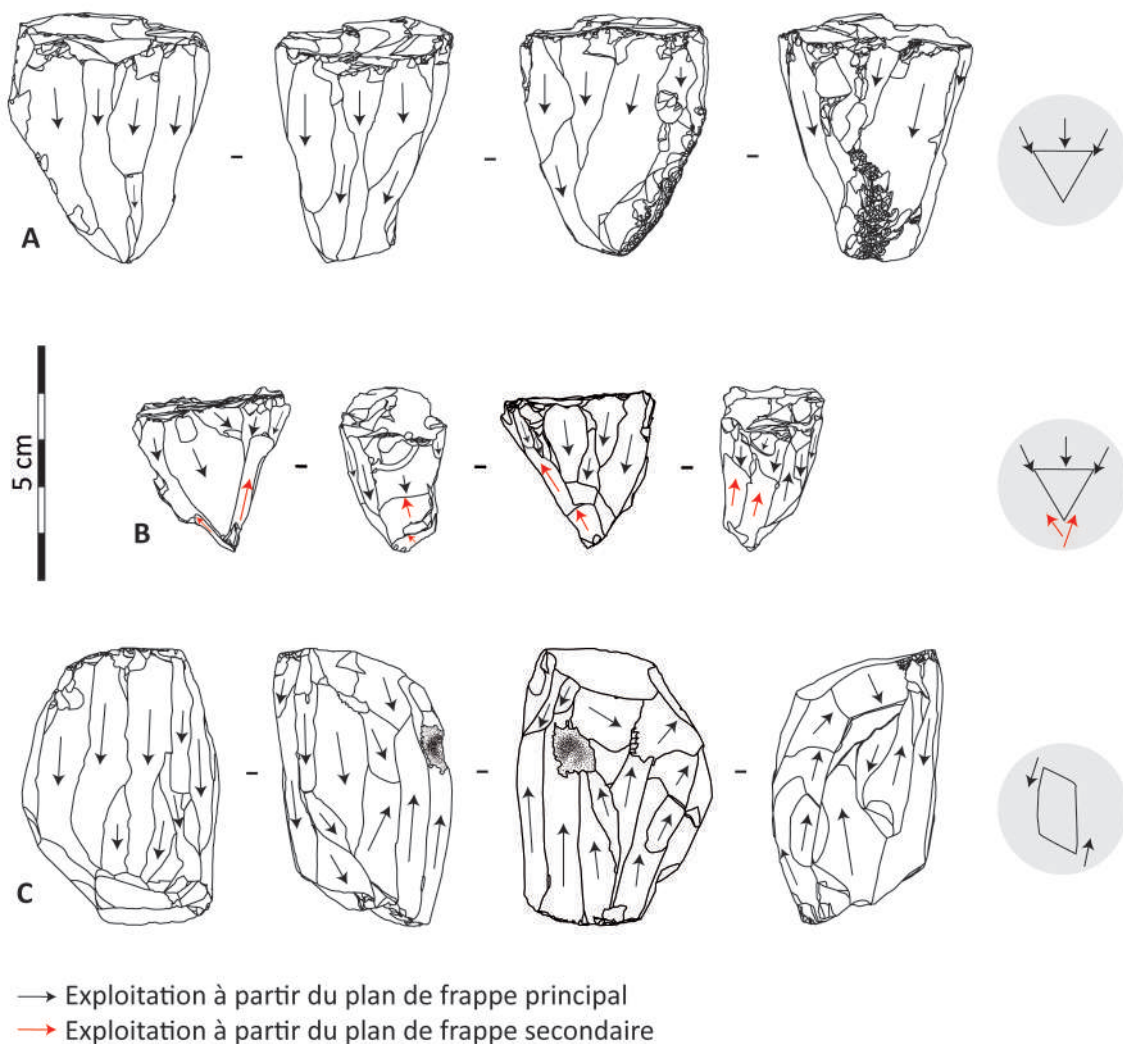 A
5 cm
B
C
Exploitation à partir du plan de frappe principal
Exploitation à partir du plan de frappe secondaire